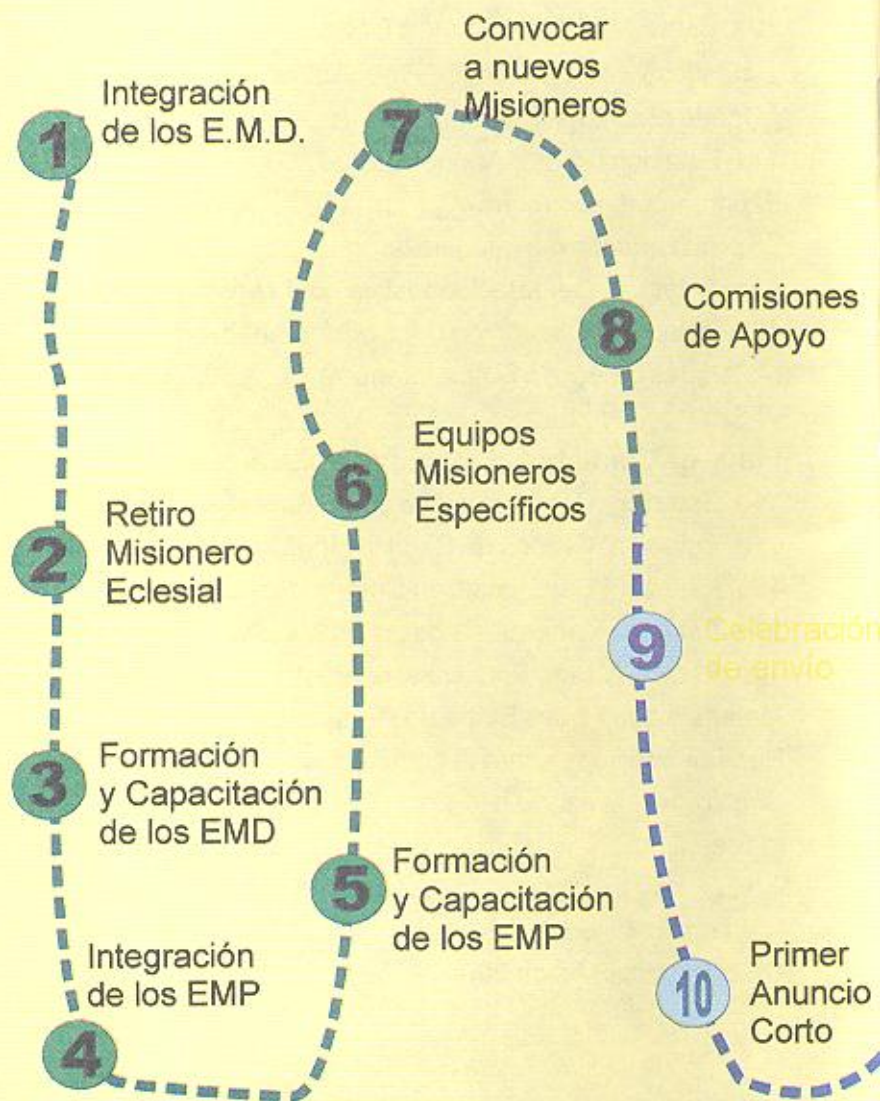 1
Integración
de los E.M.D.
2
Retiro
Misionero
Eclesial
3
Formación
y Capacitación
de los EMD
4
Integración
de los EMP
5
Formación
y Capacitación
de los EMP
6
Equipos
Misioneros
Específicos
7
Convocar
a nuevos
Misioneros
8
Comisiones
de Apoyo
9
Celebración
de envío
10
Primer
Anuncio
Corto